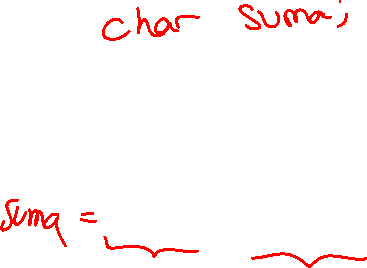 char suma;
suma =